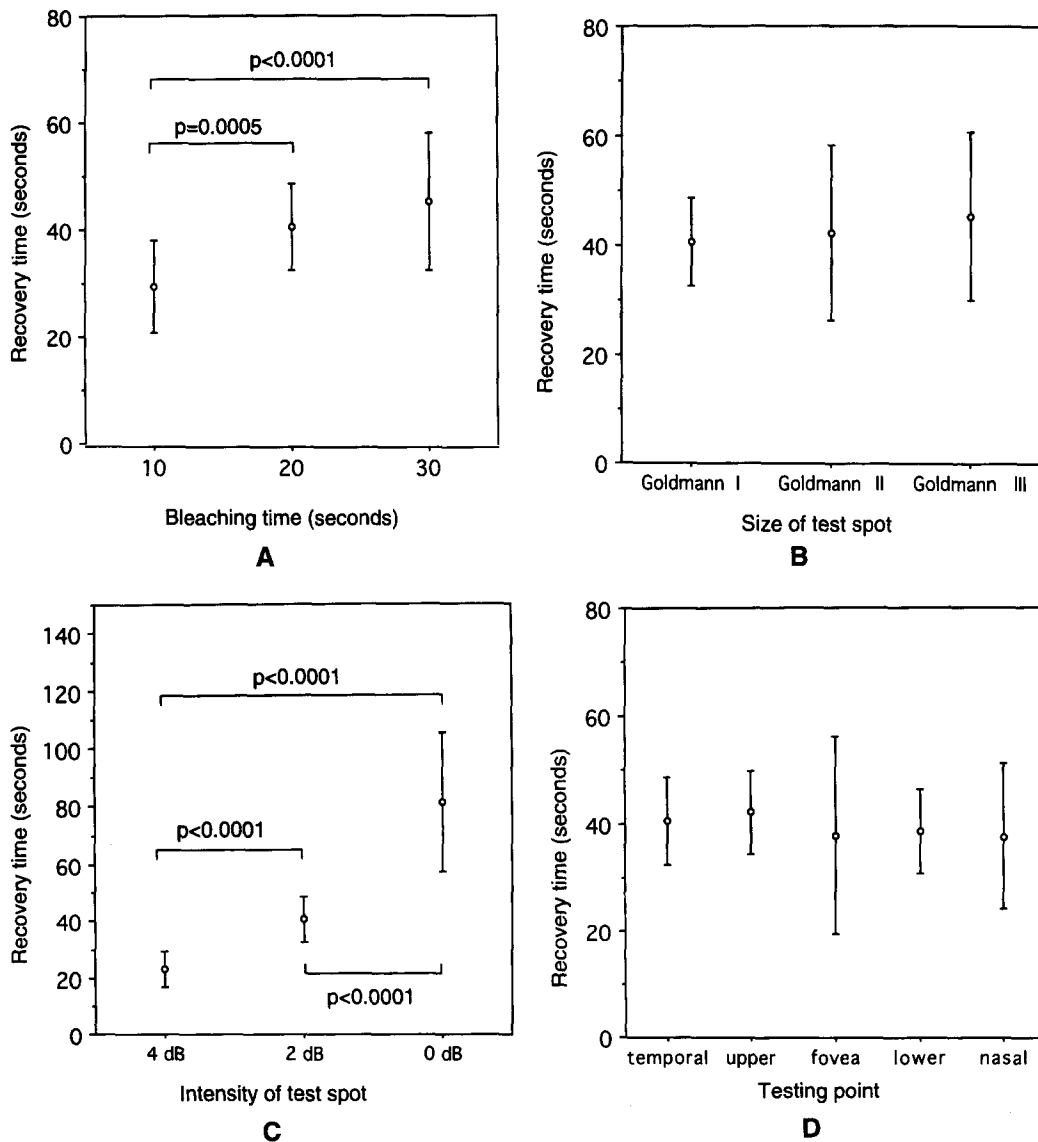 80
60
40
20
0
Recovery time (seconds)
p<0.0001
p=0.0005
10 20 30
Bleaching time (seconds)
A
80
60
40
20
0
Recovery time (seconds)
Goldmann I Goldmann II Goldmann III
Size of test spot
B
140
120
100
80
60
40
20
0
Recovery time (seconds)
p<0.0001
p<0.0001
p<0.0001
4 dB 2 dB 0 dB
Intensity of test spot
C
80
60
40
20
0
Recovery time (seconds)
temporal upper fovea lower nasal
Testing point
D